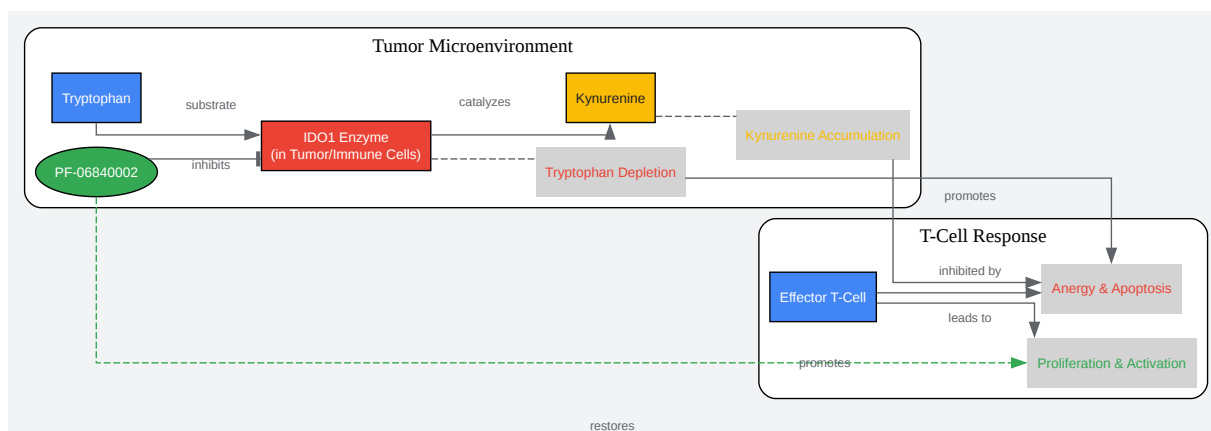 Tumor Microenvironment
Tryptophan
substrate
catalyzes
Kynurenine
IDO1 Enzyme
(in Tumor/Immune Cells)
Kynurenine Accumulation
inhibits
PF-06840002
Tryptophan Depletion
promotes
T-Cell Response
inhibited by
Effector T-Cell
Anergy & Apoptosis
leads to
promotes
Proliferation & Activation
restores